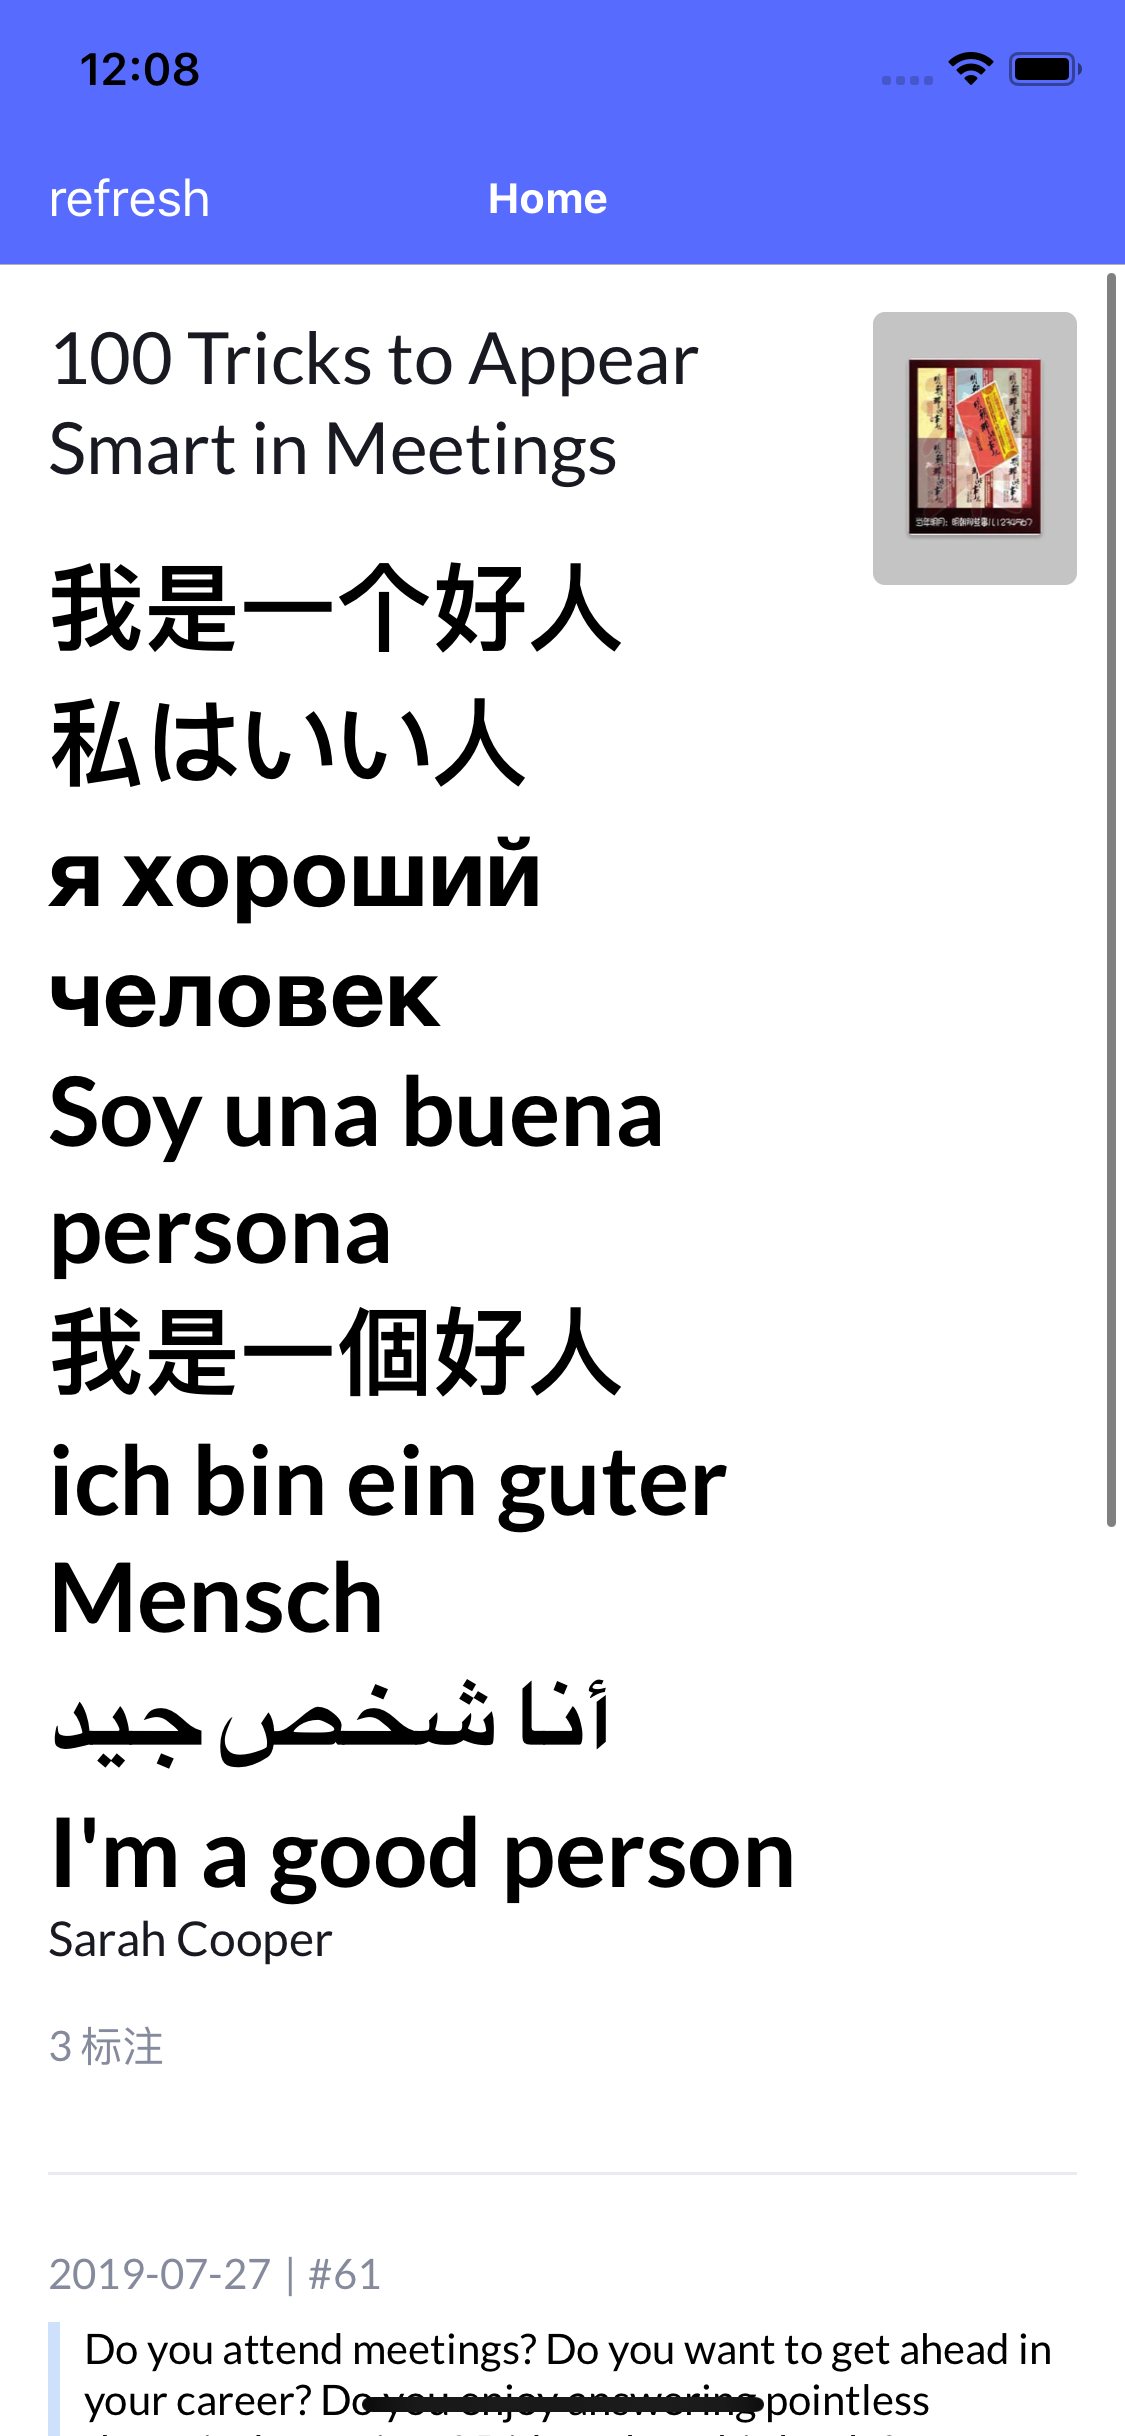 12:08
refresh
Home
100 Tricks to Appear
Smart in Meetings
我是一个好人
私はいい人
я хороший
человек
Soy una buena
persona
我是一個好人
ich bin ein guter
Mensch
أنا شخص جيد
I'm a good person
Sarah Cooper
3 标注
2019-07-27 | #61
Do you attend meetings? Do you want to get ahead in
your career? Do you enjoy answering pointless